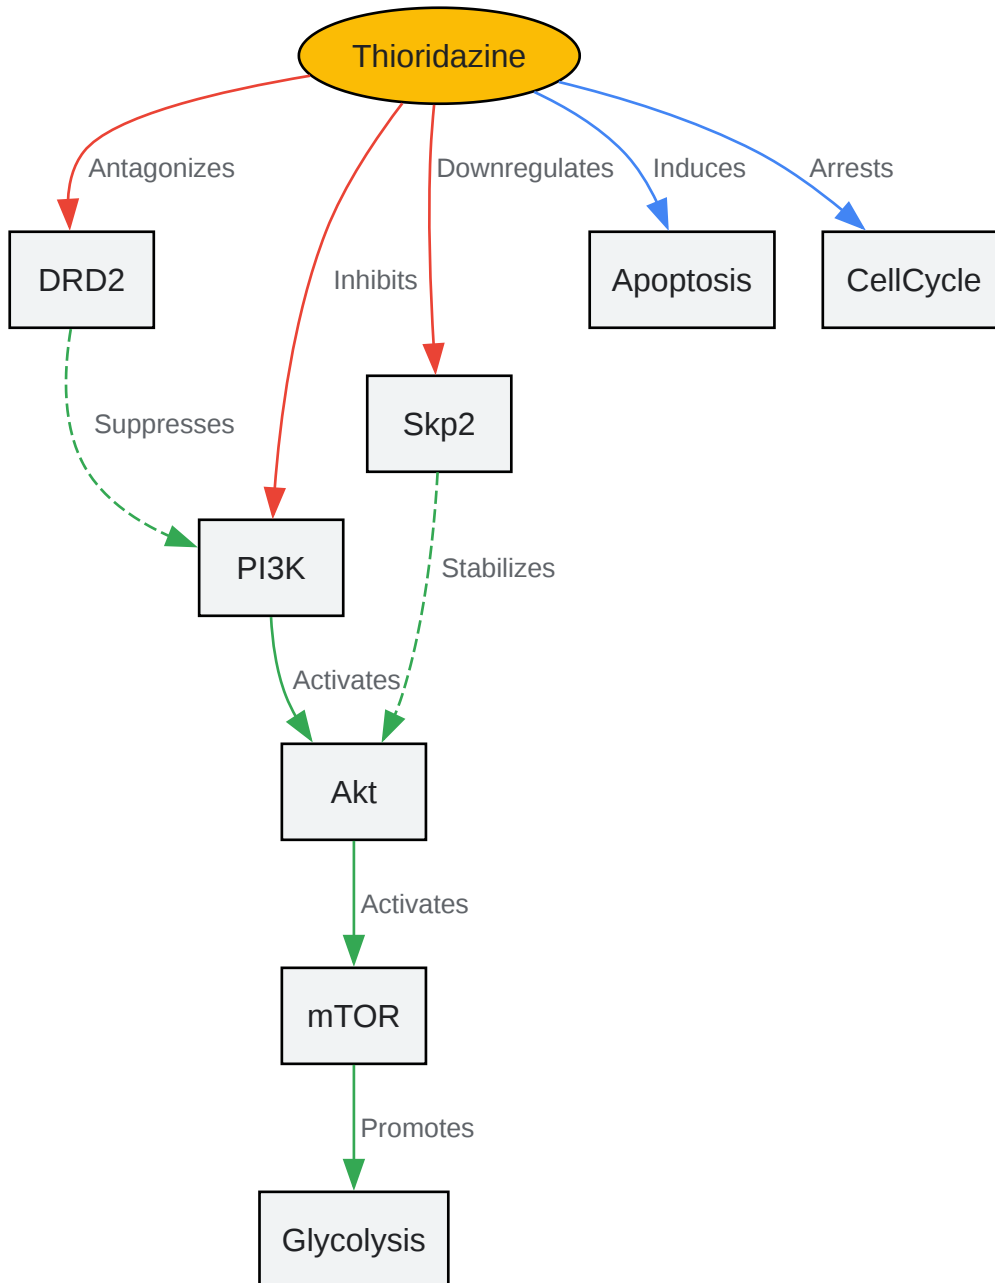 Thioridazine
Antagonizes
Downregulates
Induces
Arrests
DRD2
Inhibits
Apoptosis
CellCycle
Suppresses
Skp2
PI3K
Stabilizes
Activates
Akt
Activates
mTOR
Promotes
Glycolysis